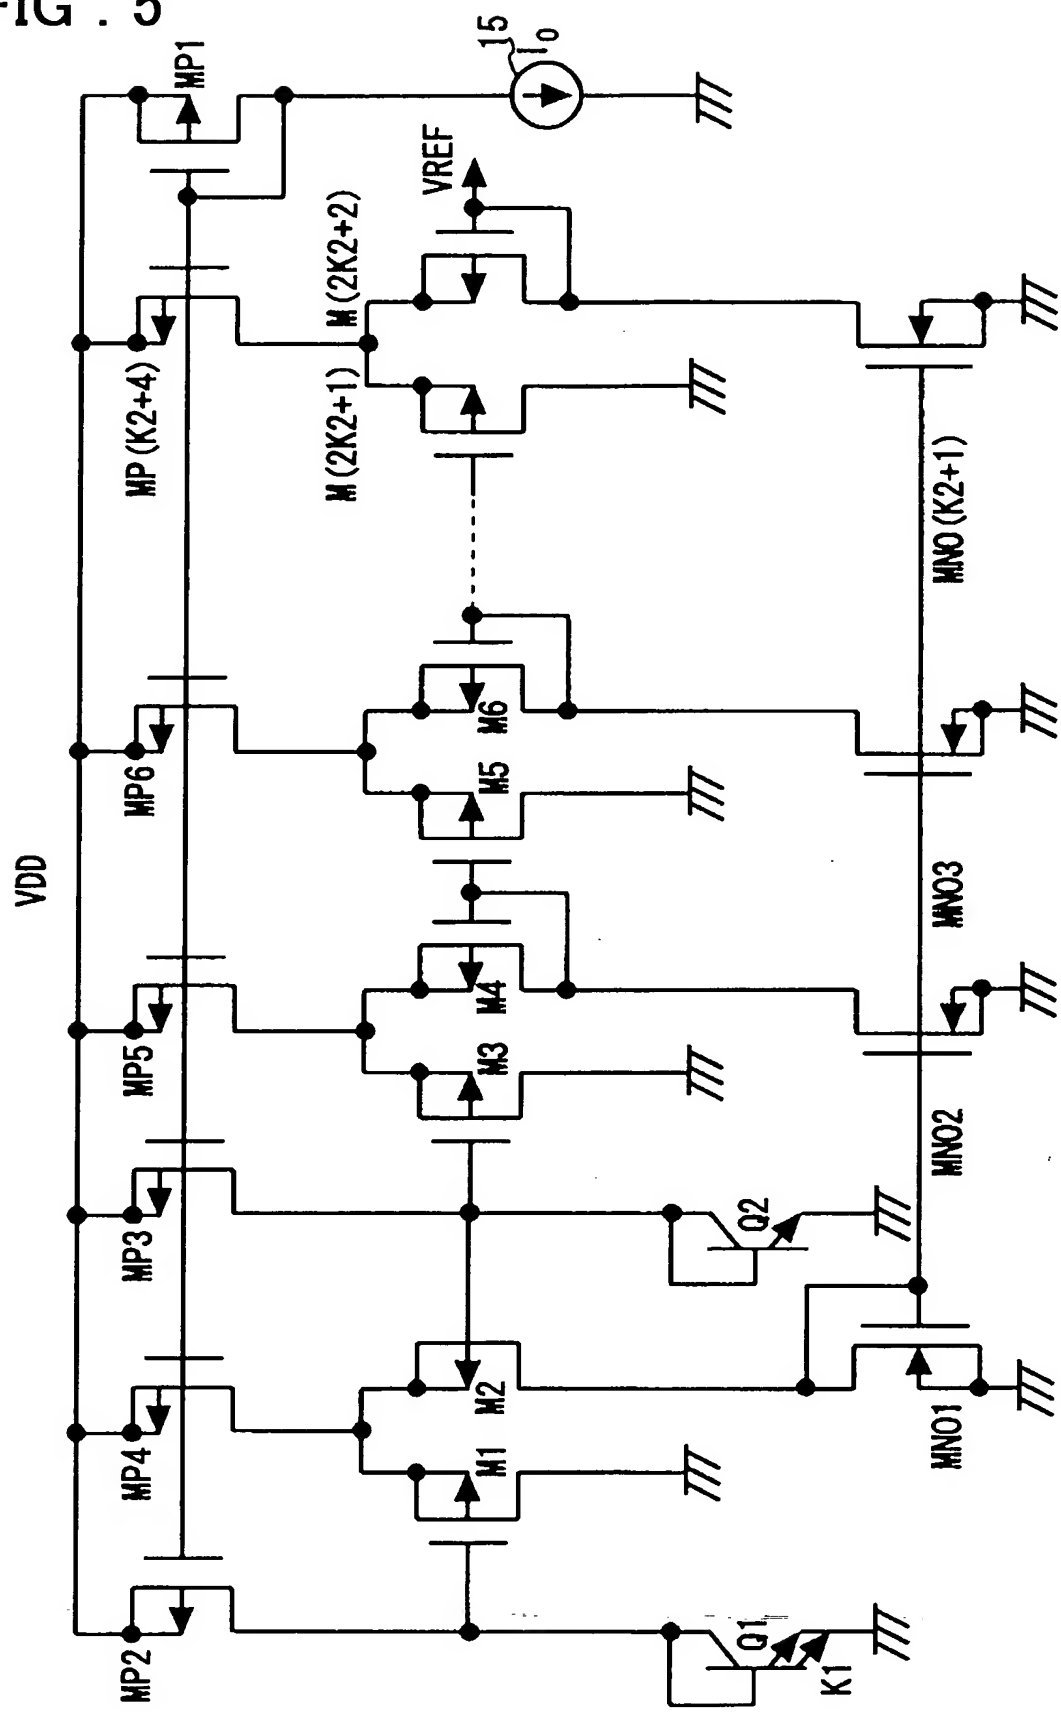 FIG . 5
VDD
MP2
MP4
MP3
MP5
MP6
MP(K2+4)
MP1
15
I0
M1
M2
M3
M4
M5
M6
M(2K2+1)
M(2K2+2)
VREF
Q1
K1
Q2
MN01
MN02
MN03
MN0(K2+1)